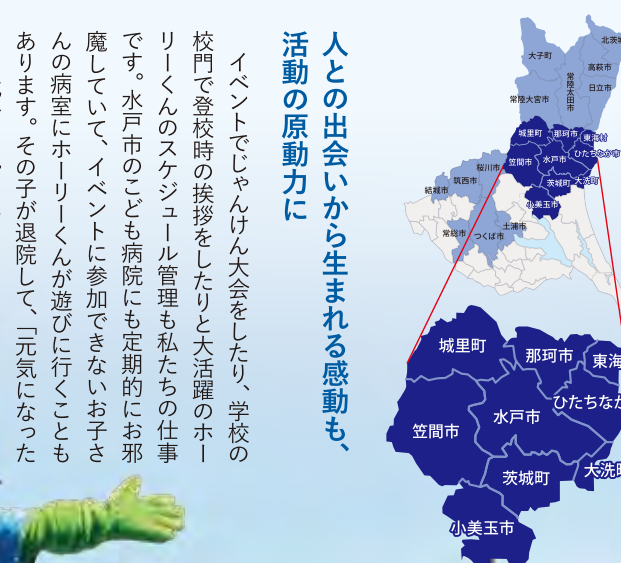 人との出会いから生まれる感動も、
活動の原動力に
イベントでじゃんけん大会をしたり、学校の
校門で登校時の挨拶をしたりと大活躍のホー
リーくんのスケジュール管理も私たちの仕事
です。水戸市のこども病院にも定期的にお邪
魔していて、イベントに参加できないお子さ
んの病室にホーリーくんが遊びに行くことも
あります。その子が退院して、「元気になった
北茨城
大子町
高萩市
常陸太田市
日立市
常陸大宮市
城里町
那珂市
東海村
ひたちなか市
笠間市
水戸市
桜川市
茨城町
大洗町
筑西市
結城市
小美玉市
土浦市
常総市
つくば市
城里町
那珂市
東海
ひたちなか
水戸市
笠間市
大洗町
茨城町
小美玉市